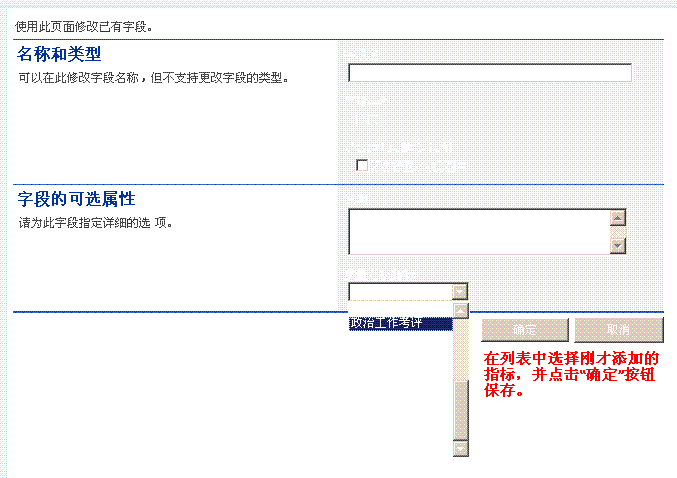 使用此页面修改已有字段。
名称和类型
可以在此修改字段名称，但不支持更改字段的类型。
字段的可选属性
请为此字段指定详细的选 项。
政治工作考评
确定
取消
在列表中选择刚才添加的
指标，并点击“确定”按钮
保存。